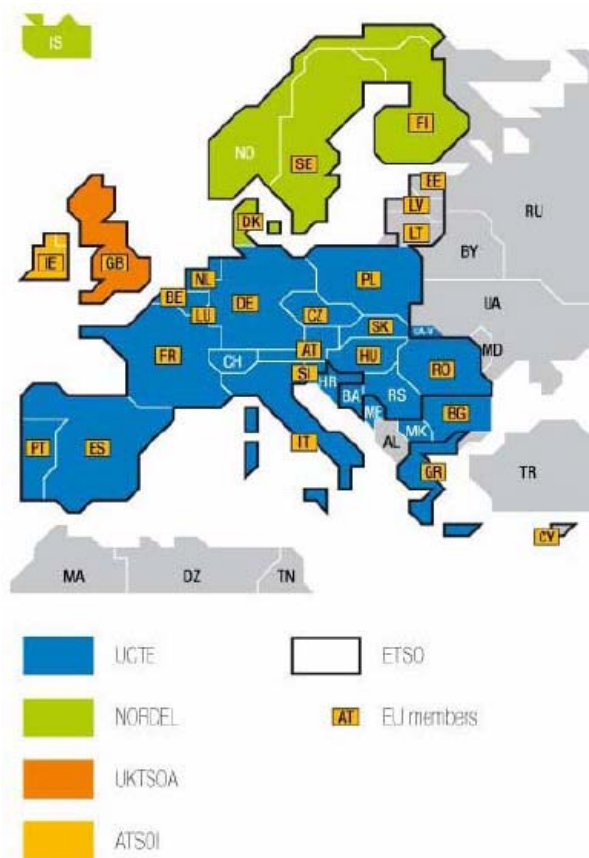 IS
NO
SE
FI
EE
LV
LT
RU
DK
BY
IE
GB
NL
BE
LU
DE
PL
CZ
SK
UA-W
UA
MD
FR
CH
AT
HU
RO
SI
HR
BA
RS
ME
BG
MK
AL
PT
ES
IT
GR
TR
CY
MA
DZ
TN
UCTE
ETSO
NORDEL
AT
EU members
UKTSOA
ATSOI